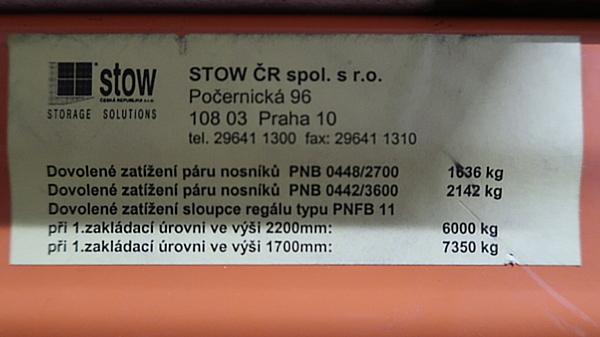 stow
ČESKÁ REPUBLIKA s.r.o.
STORAGE SOLUTIONS
STOW ČR spol. s r.o.
Počernická 96
108 03 Praha 10
tel. 29641 1300 fax: 29641 1310
Dovolené zatížení páru nosníků PNB 0448/2700 1636 kg
Dovolené zatížení páru nosníků PNB 0442/3600 2142 kg
Dovolené zatížení sloupce regálu typu PNFB 11
při 1.zakládací úrovni ve výši 2200mm: 6000 kg
při 1.zakládací úrovni ve výši 1700mm: 7350 kg